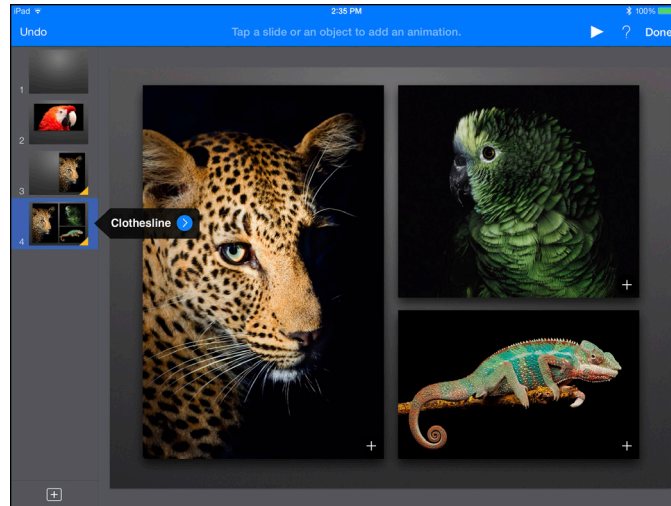 iPad 2:35 PM 100%
Undo Tap a slide or an object to add an animation. ? Done
1
2
3
4
Clothesline